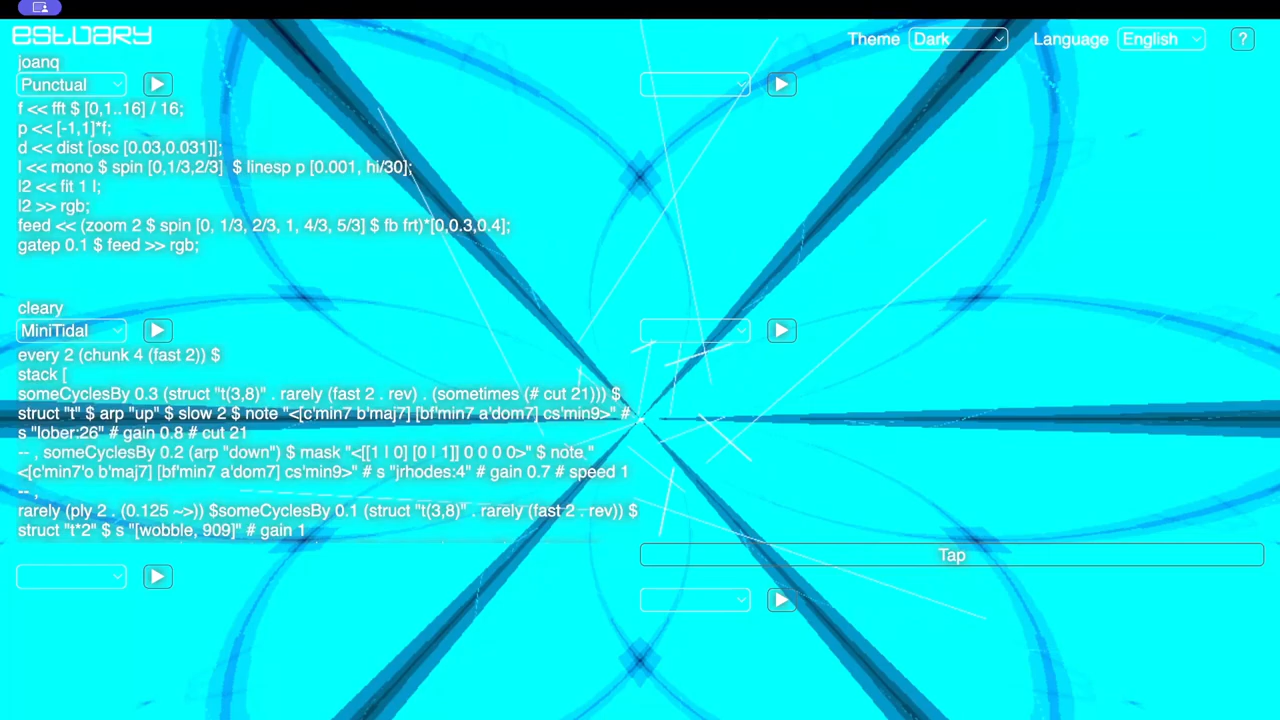 estuary
Theme Dark Language English ?
joanq
Punctual
f << fft $ [0,1..16] / 16;
p << [-1,1]*f;
d << dist [osc [0.03,0.031]];
l << mono $ spin [0,1/3,2/3]  $ linesp p [0.001, hi/30];
l2 << fit 1 l;
l2 >> rgb;
feed << (zoom 2 $ spin [0, 1/3, 2/3, 1, 4/3, 5/3] $ fb frt)*[0,0.3,0.4];
gatep 0.1 $ feed >> rgb;
cleary
MiniTidal
every 2 (chunk 4 (fast 2)) $
stack [
someCyclesBy 0.3 (struct "t(3,8)" . rarely (fast 2 . rev) . (sometimes (# cut 21))) $
struct "t" $ arp "up" $ slow 2 $ note "<[c'min7 b'maj7] [bf'min7 a'dom7] cs'min9>" #
s "lober:26" # gain 0.8 # cut 21
-- , someCyclesBy 0.2 (arp "down") $ mask "<[[1 | 0] [0 | 1]] 0 0 0 0>" $ note "
<[c'min7'o b'maj7] [bf'min7 a'dom7] cs'min9>" # s "jrhodes:4" # gain 0.7 # speed 1
-- ,
rarely (ply 2 . (0.125 ~>)) $someCyclesBy 0.1 (struct "t(3,8)" . rarely (fast 2 . rev)) $
struct "t*2" $ s "[wobble, 909]" # gain 1
Tap